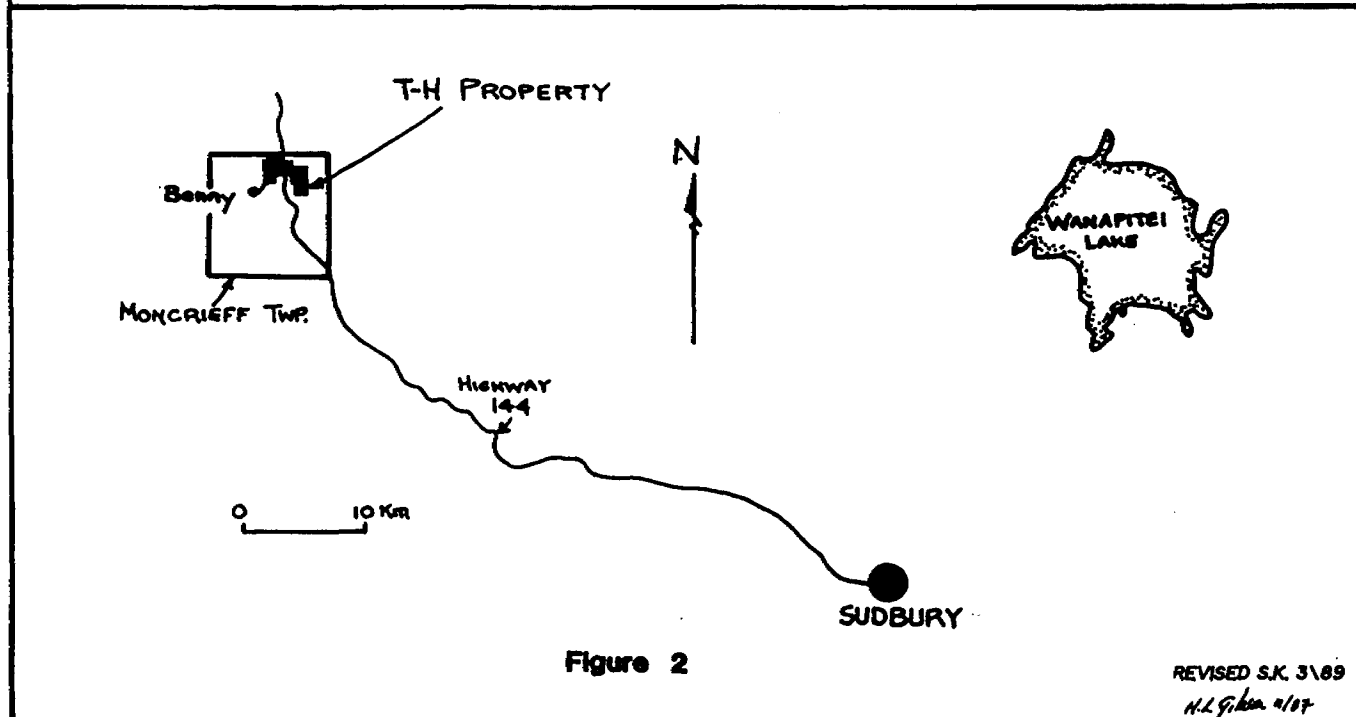 T-H PROPERTY
N
Benny
WANAPITEI
LAKE
MONCRIEFF TWP.
HIGHWAY
144
0 10 Km
SUDBURY
Figure 2
REVISED S.K. 3\89